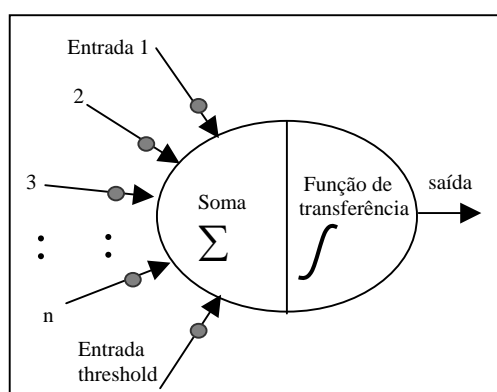 Entrada 1
2
3
: :
n
Entrada
threshold
Soma
Σ
Função de
transferência
∫
saída